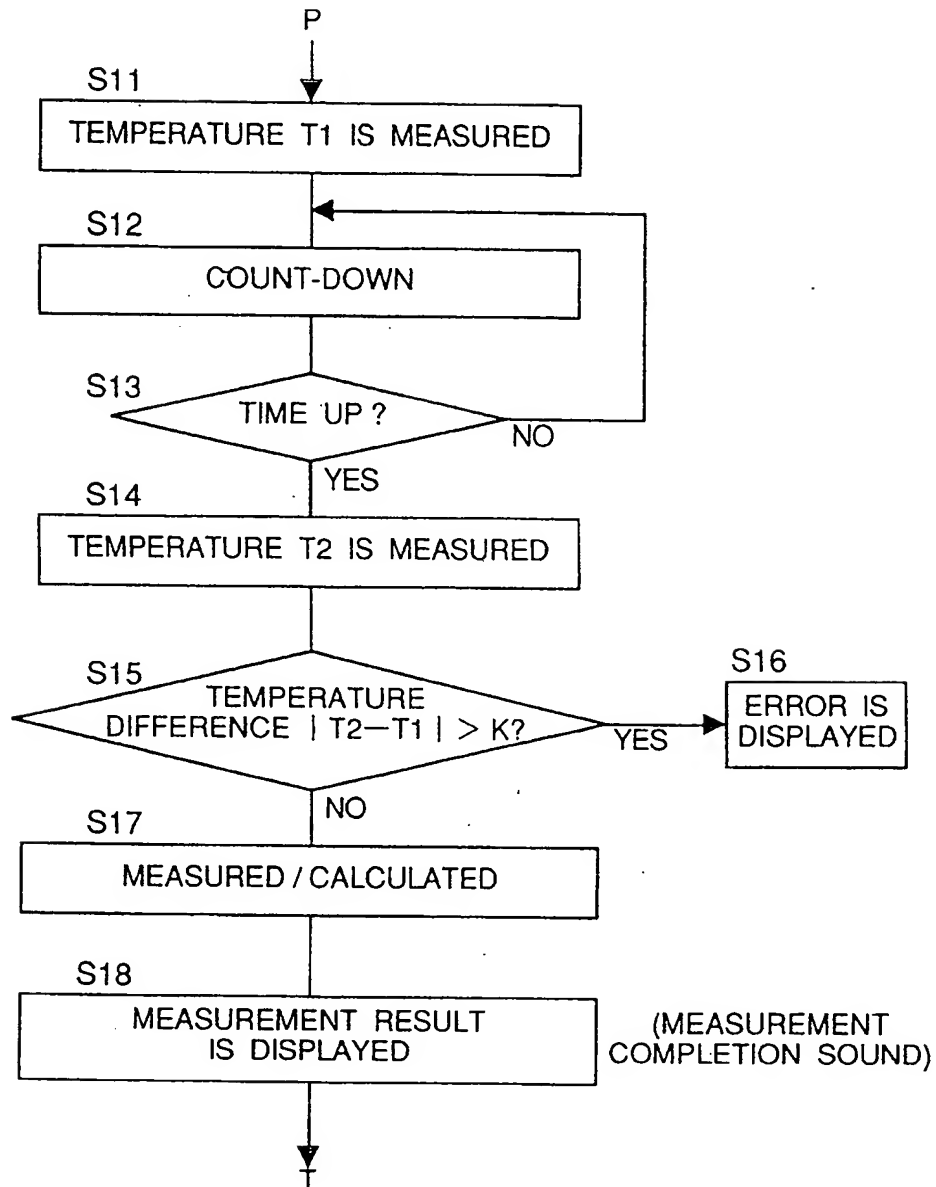 P
S11
TEMPERATURE T1 IS MEASURED
S12
COUNT-DOWN
S13
TIME UP ?
NO
YES
S14
TEMPERATURE T2 IS MEASURED
S15
TEMPERATURE
DIFFERENCE | T2−T1 | > K?
YES
S16
ERROR IS
DISPLAYED
NO
S17
MEASURED / CALCULATED
S18
MEASUREMENT RESULT
IS DISPLAYED
(MEASUREMENT
COMPLETION SOUND)